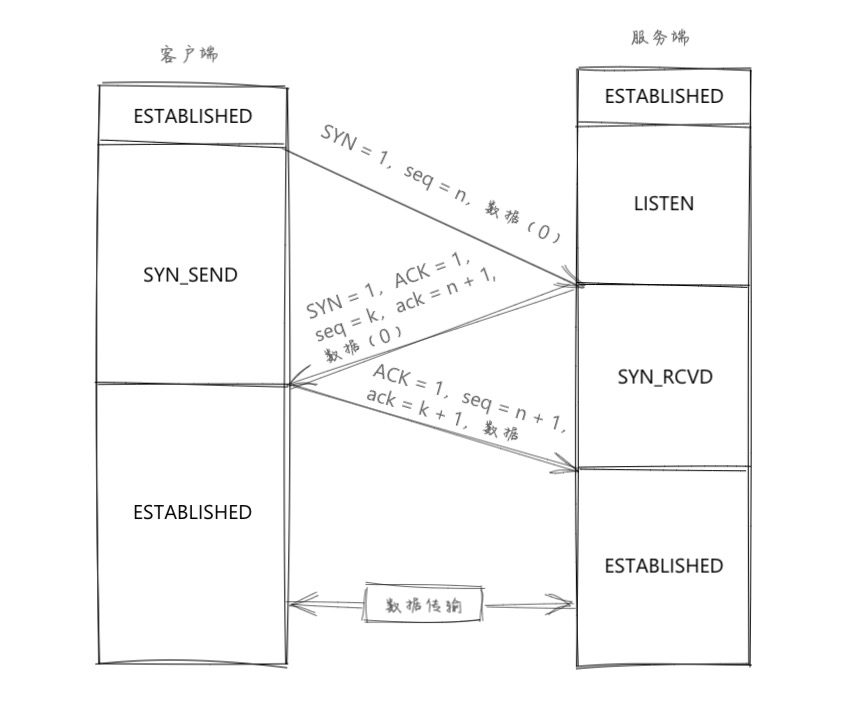 客户端
服务端
ESTABLISHED
ESTABLISHED
SYN = 1, seq = n, 数据（0）
LISTEN
SYN_SEND
SYN = 1, ACK = 1,
seq = k, ack = n + 1,
数据（0）
SYN_RCVD
ACK = 1, seq = n + 1,
ack = k + 1, 数据
ESTABLISHED
ESTABLISHED
数据传输